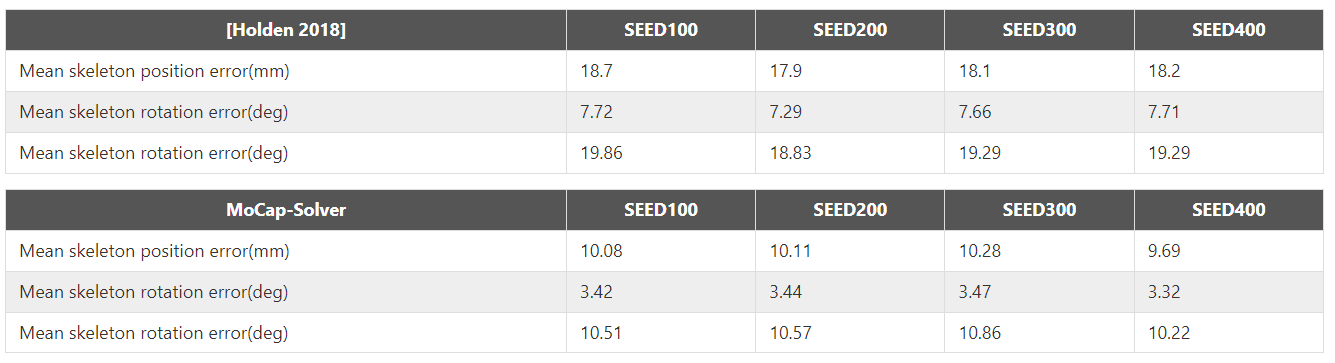 [Holden 2018] SEED100 SEED200 SEED300 SEED400
Mean skeleton position error(mm) 18.7 17.9 18.1 18.2
Mean skeleton rotation error(deg) 7.72 7.29 7.66 7.71
Mean skeleton rotation error(deg) 19.86 18.83 19.29 19.29
MoCap-Solver SEED100 SEED200 SEED300 SEED400
Mean skeleton position error(mm) 10.08 10.11 10.28 9.69
Mean skeleton rotation error(deg) 3.42 3.44 3.47 3.32
Mean skeleton rotation error(deg) 10.51 10.57 10.86 10.22